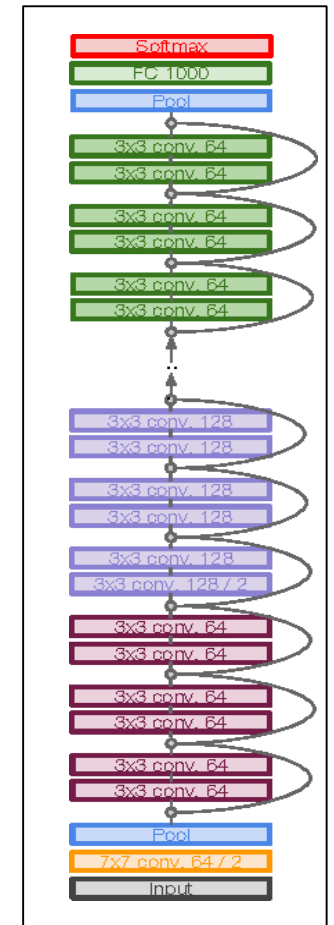 Softmax
FC 1000
Pool
3x3 conv. 64
3x3 conv. 64
3x3 conv. 64
3x3 conv. 64
3x3 conv. 64
3x3 conv. 64
..
3x3 conv. 128
3x3 conv. 128
3x3 conv. 128
3x3 conv. 128
3x3 conv. 128
3x3 conv. 128 / 2
3x3 conv. 64
3x3 conv. 64
3x3 conv. 64
3x3 conv. 64
3x3 conv. 64
3x3 conv. 64
Pool
7x7 conv. 64 / 2
Input